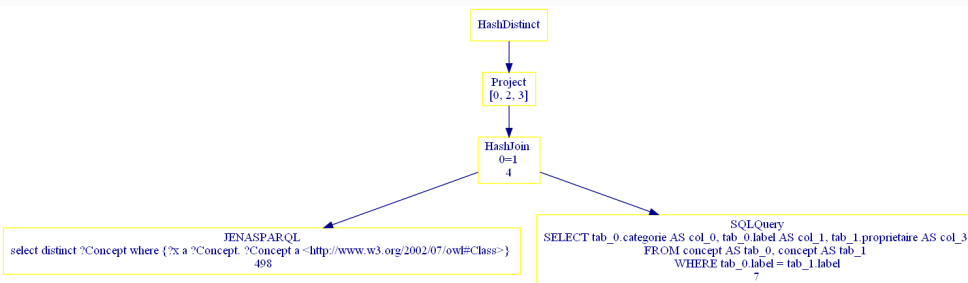 HashDistinct
Project
[0, 2, 3]
HashJoin
0=1
4
JENASPARQL
select distinct ?Concept where {?x a ?Concept. ?Concept a <http://www.w3.org/2002/07/owl#Class>}
498
SQLQuery
SELECT tab_0.categorie AS col_0, tab_0.label AS col_1, tab_1.proprietaire AS col_3
FROM concept AS tab_0, concept AS tab_1
WHERE tab_0.label = tab_1.label
7